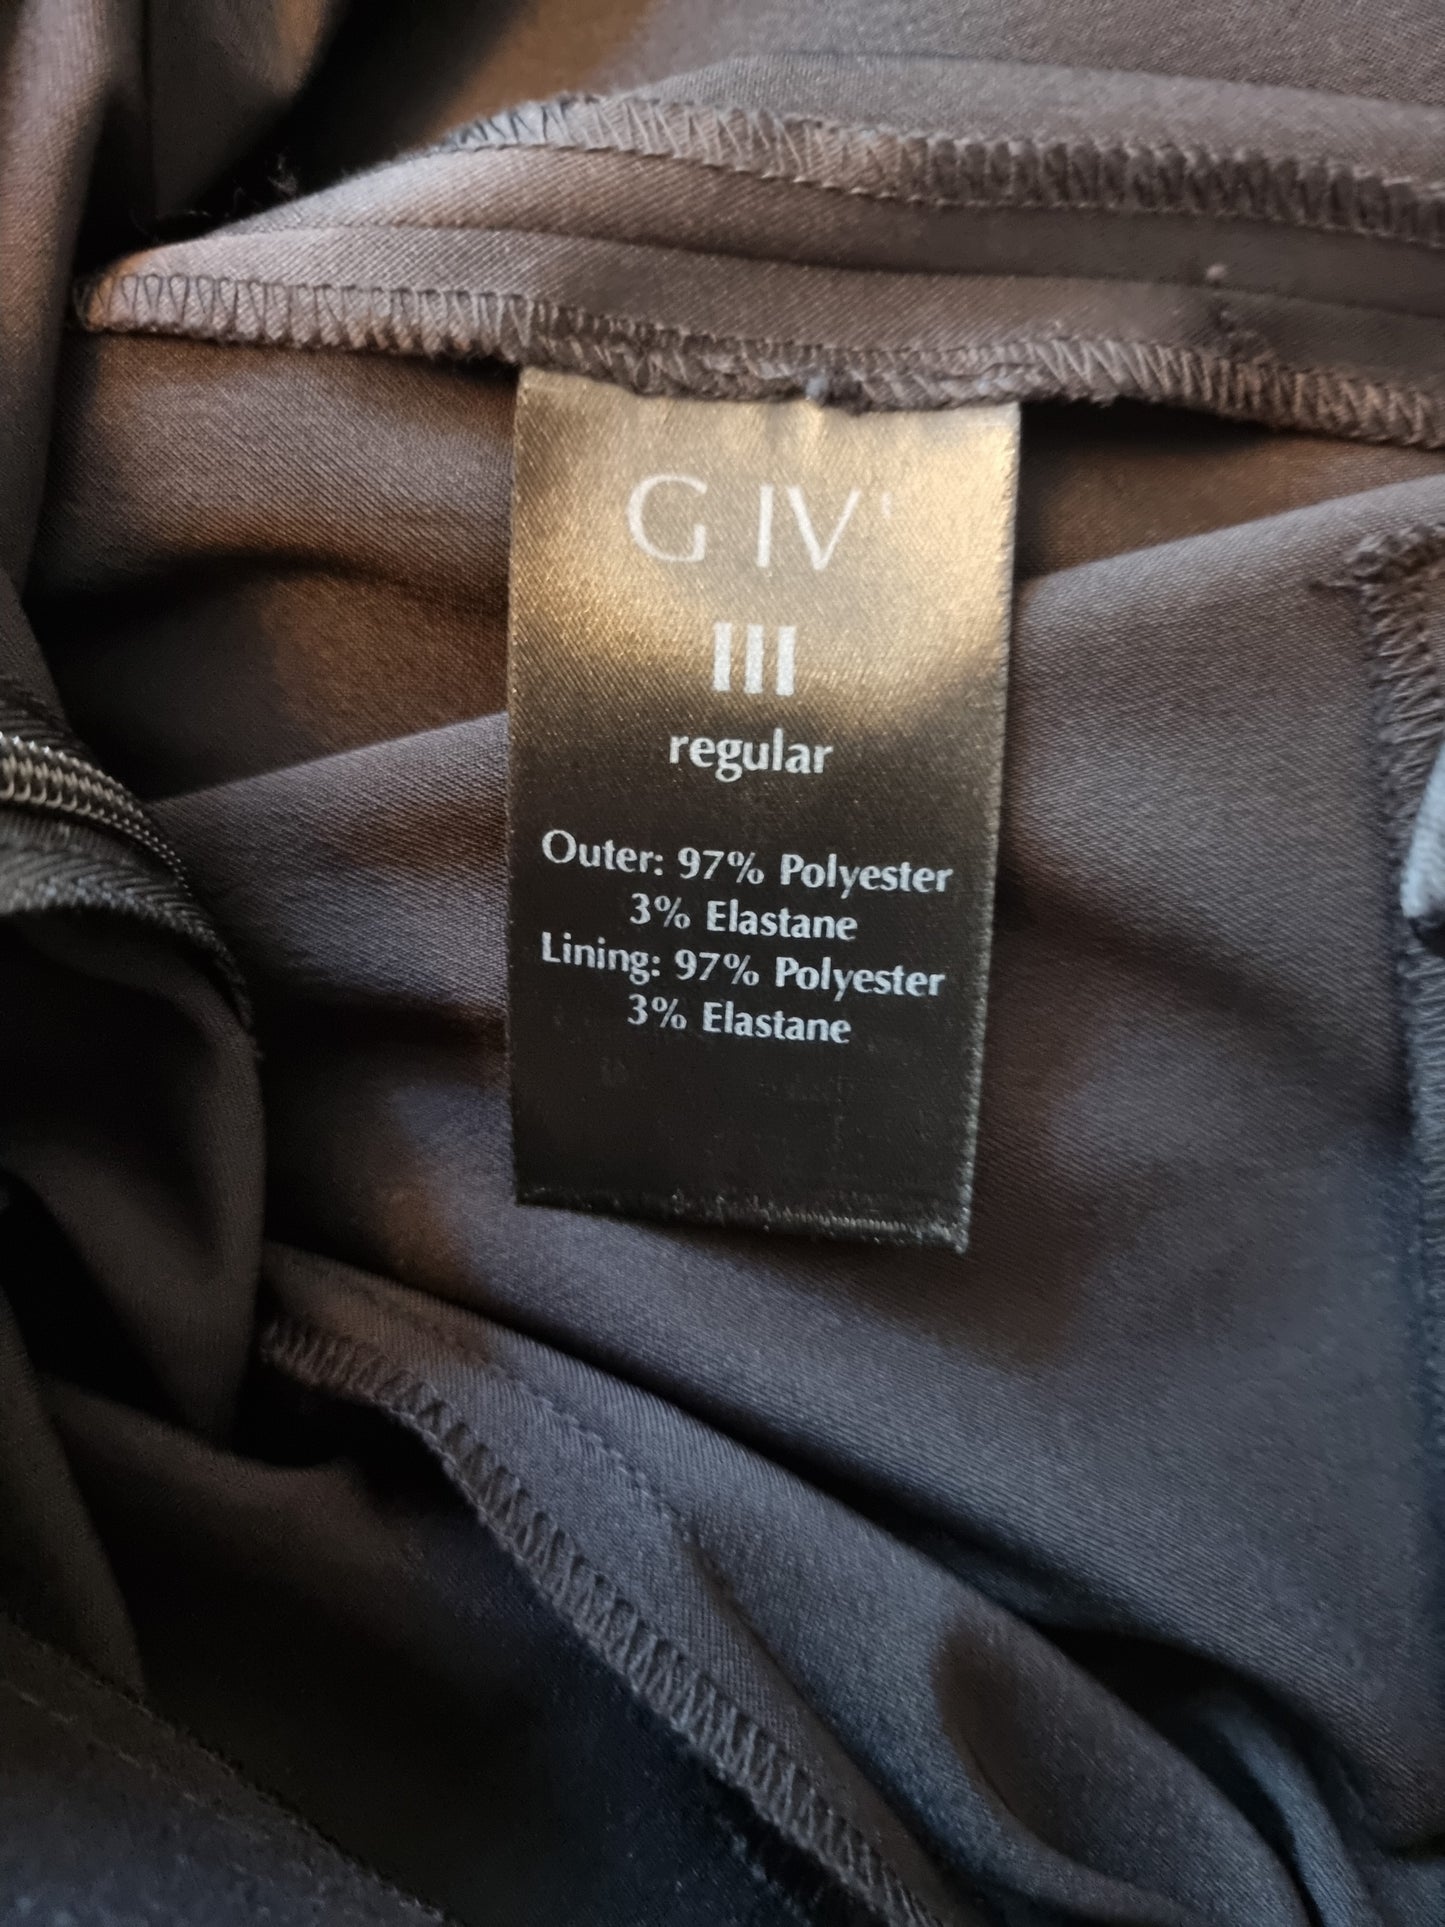 G IV
III
regular
Outer: 97% Polyester
3% Elastane
Lining: 97% Polyester
3% Elastane